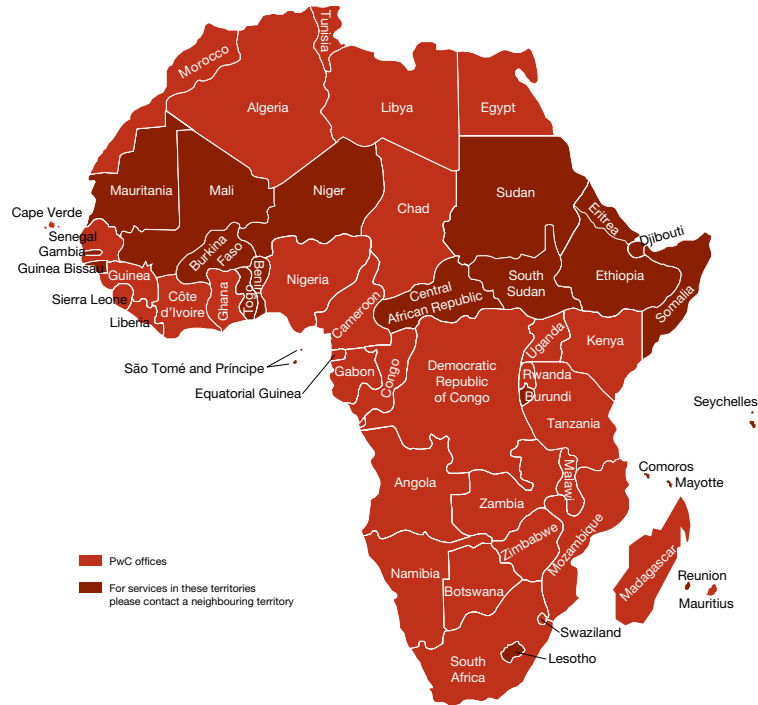 Tunisia
Morocco
Algeria
Libya
Egypt
Mauritania
Mali
Niger
Chad
Sudan
Eritrea
Djibouti
Cape Verde
Senegal
Gambia
Guinea Bissau
Guinea
Sierra Leone
Liberia
Côte
d'Ivoire
Burkina
Faso
Ghana
Togo
Benin
Nigeria
Cameroon
Central
African Republic
South
Sudan
Ethiopia
Somalia
São Tomé and Príncipe
Equatorial Guinea
Gabon
Congo
Democratic
Republic
of Congo
Uganda
Kenya
Rwanda
Burundi
Tanzania
Seychelles
Comoros
Mayotte
Angola
Zambia
Malawi
Mozambique
Zimbabwe
Namibia
Botswana
Madagascar
Reunion
Mauritius
Swaziland
Lesotho
South
Africa
PwC offices
For services in these territories
please contact a neighbouring territory